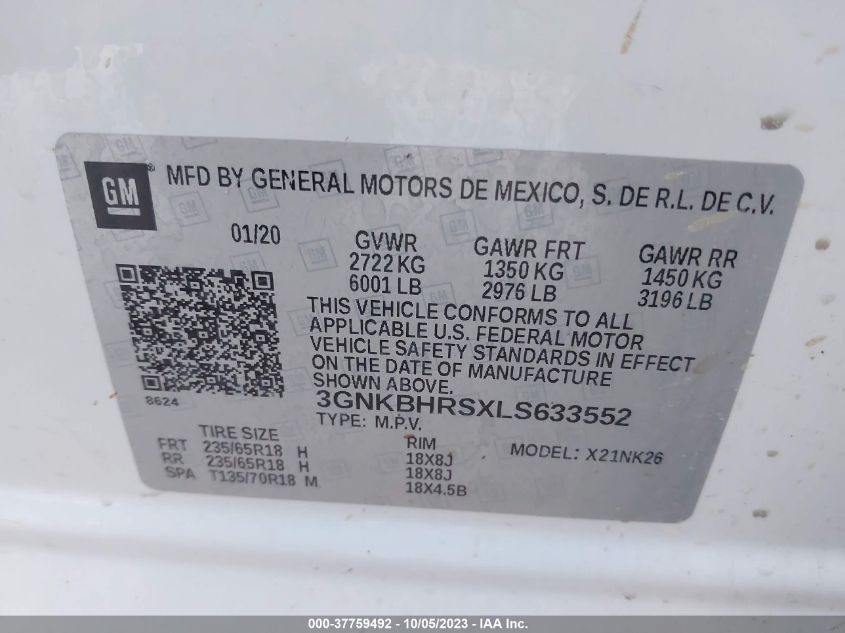 GM ® MFD BY GENERAL MOTORS DE MEXICO, S. DE R.L. DE C.V.
01/20 GVWR GAWR FRT GAWR RR
2722 KG 1350 KG 1450 KG
6001 LB 2976 LB 3196 LB
THIS VEHICLE CONFORMS TO ALL
APPLICABLE U.S. FEDERAL MOTOR
VEHICLE SAFETY STANDARDS IN EFFECT
ON THE DATE OF MANUFACTURE
SHOWN ABOVE.
8624
3GNKBHRSXLS633552
TYPE: M.P.V.
TIRE SIZE RIM MODEL: X21NK26
FRT 235/65R18 H 18X8J
RR 235/65R18 H 18X8J
SPA T135/70R18 M 18X4.5B
000-37759492 - 10/05/2023 - IAA Inc.